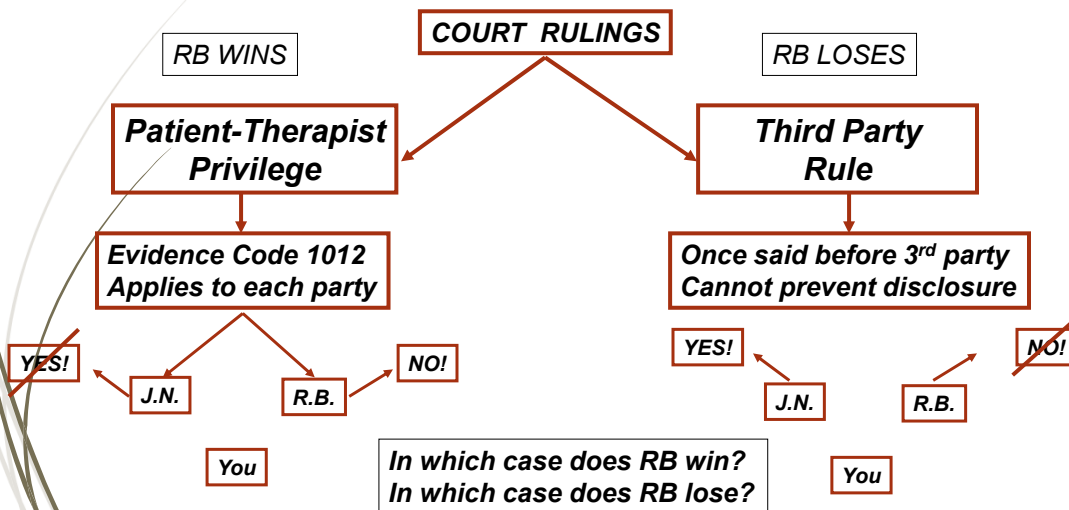 COURT RULINGS
RB WINS
RB LOSES
Patient-Therapist
Privilege
Third Party
Rule
Evidence Code 1012
Applies to each party
Once said before 3rd party
Cannot prevent disclosure
YES!
J.N.
R.B.
NO!
YES!
J.N.
R.B.
NO!
You
In which case does RB win?
In which case does RB lose?
You